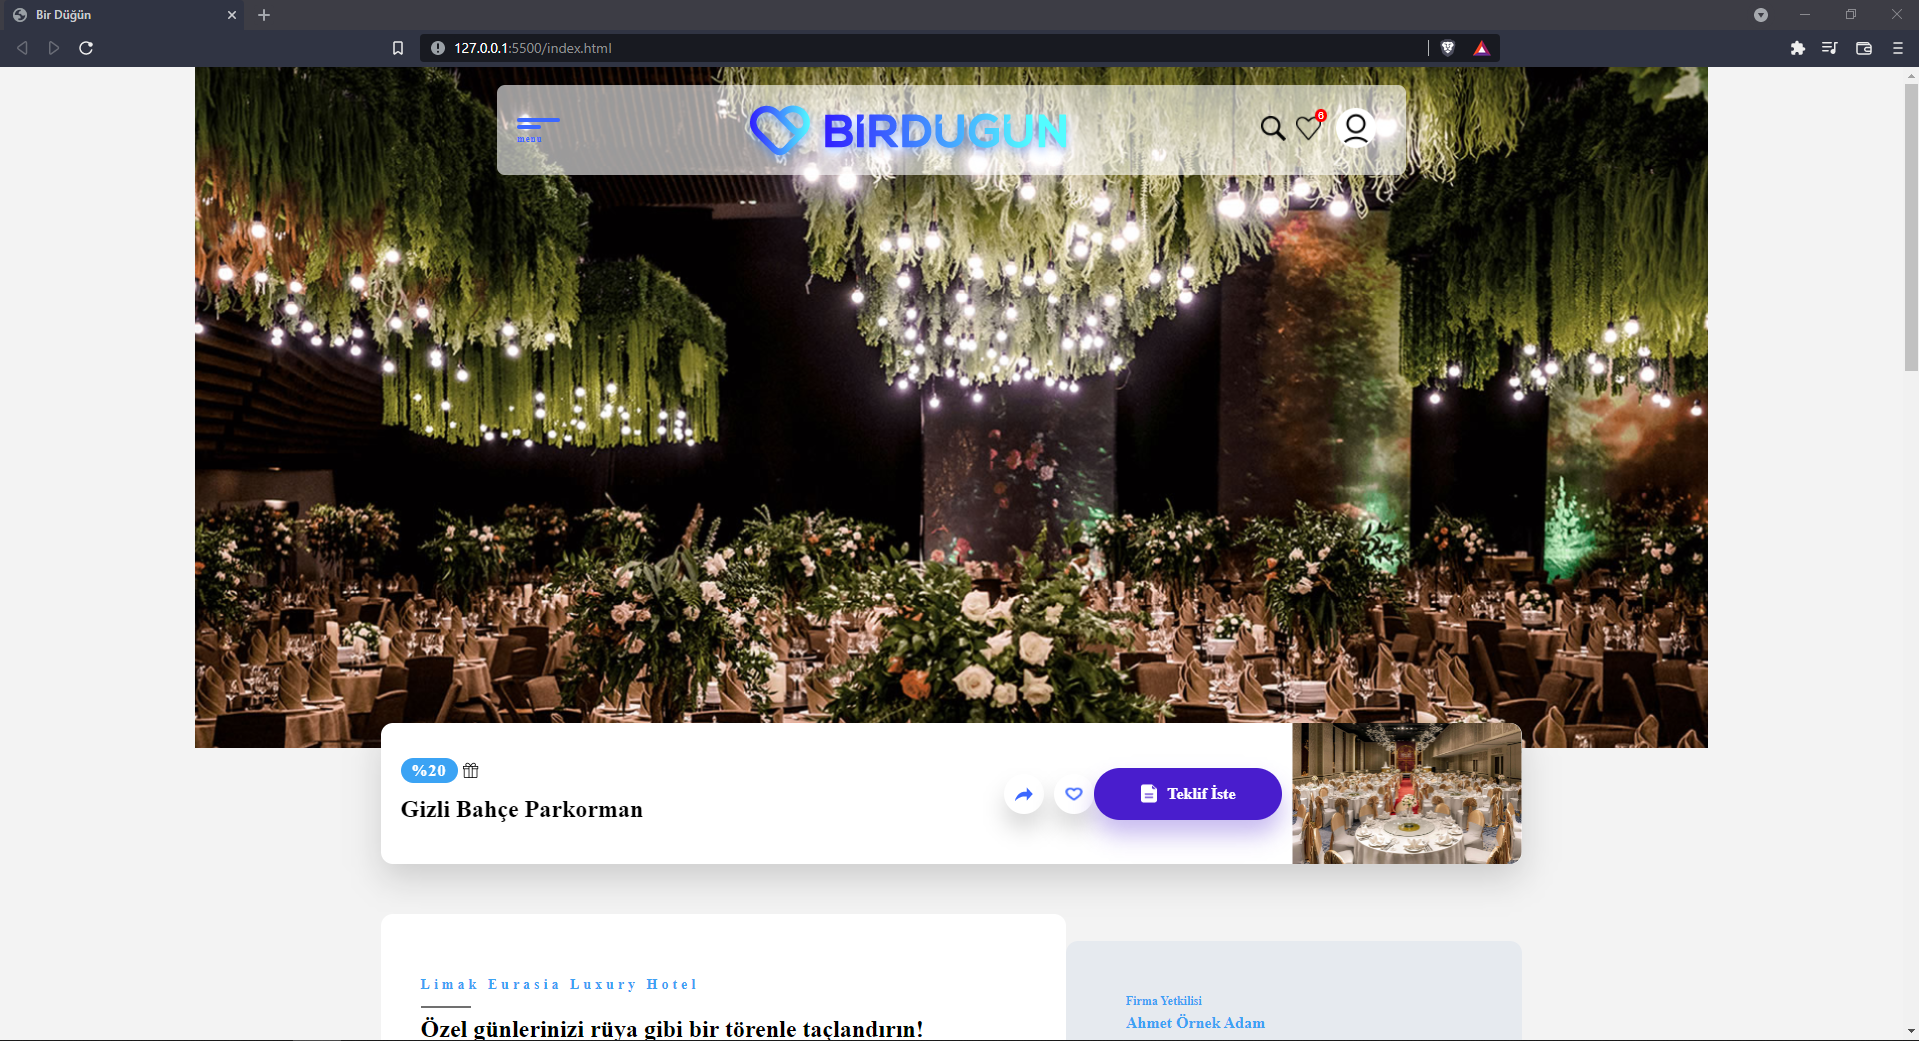 Bir Düğün
127.0.0.1:5500/index.html
menu
BİRDUGUN
6
%20
Gizli Bahçe Parkorman
Teklif İste
Limak Eurasia Luxury Hotel
Özel günlerinizi rüya gibi bir törenle taçlandırın!
Firma Yetkilisi
Ahmet Örnek Adam